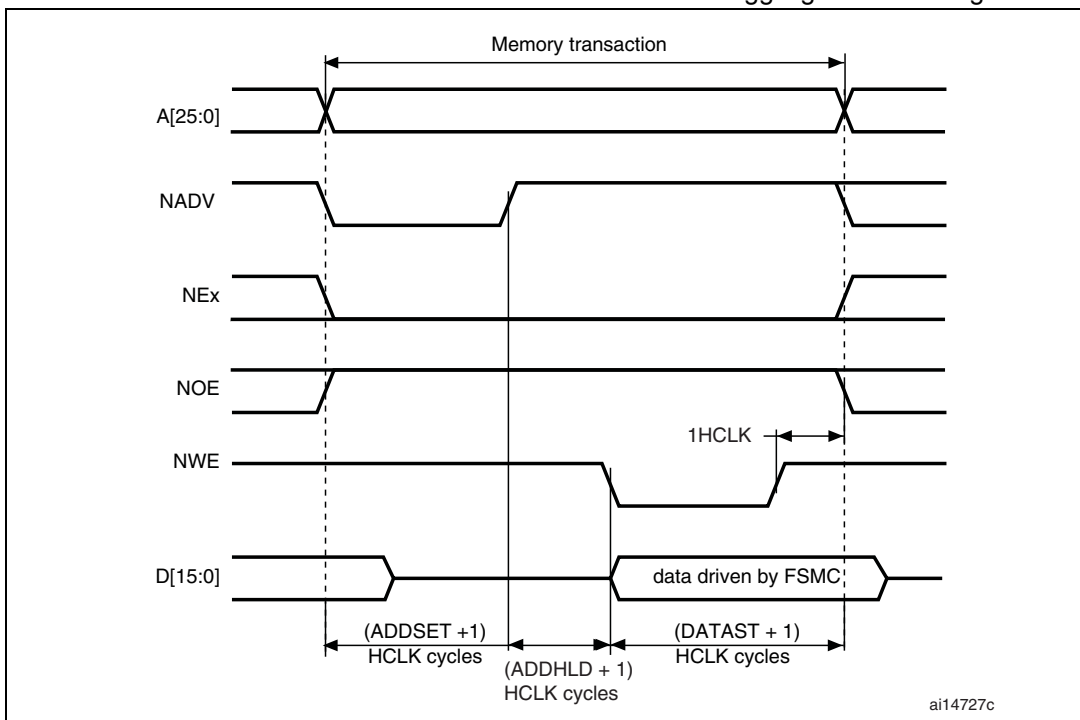 Memory transaction
A[25:0]
NADV
NEx
NOE
1HCLK
NWE
D[15:0]
data driven by FSMC
(ADDSET +1)
HCLK cycles
(DATAST + 1)
HCLK cycles
(ADDHLD + 1)
HCLK cycles
ai14727c